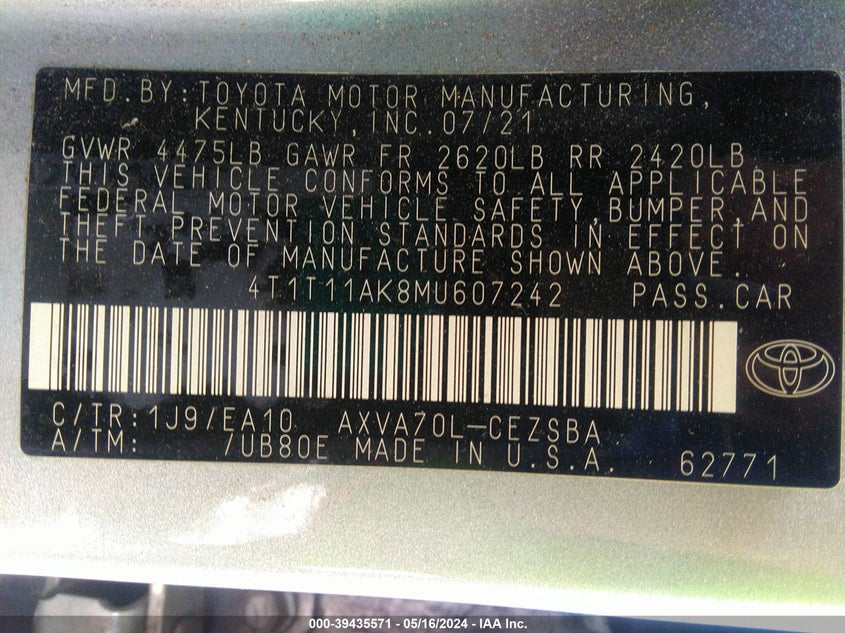 MFD.BY:TOYOTA MOTOR MANUFACTURING,
KENTUCKY,INC.07/21
GVWR 4475LB GAWR FR 2620LB RR 2420LB
THIS VEHICLE CONFORMS TO ALL APPLICABLE
FEDERAL MOTOR VEHICLE SAFETY,BUMPER,AND
THEFT PREVENTION STANDARDS IN EFFECT ON
THE DATE OF MANUFACTURE SHOWN ABOVE.
4T1T11AK8MU607242 PASS.CAR
C/TR:1J9/EA10 AXVA70L-CEZSBA
A/TM: /UB80E MADE IN U.S.A. 62771
000-39435571 - 05/16/2024 - IAA Inc.